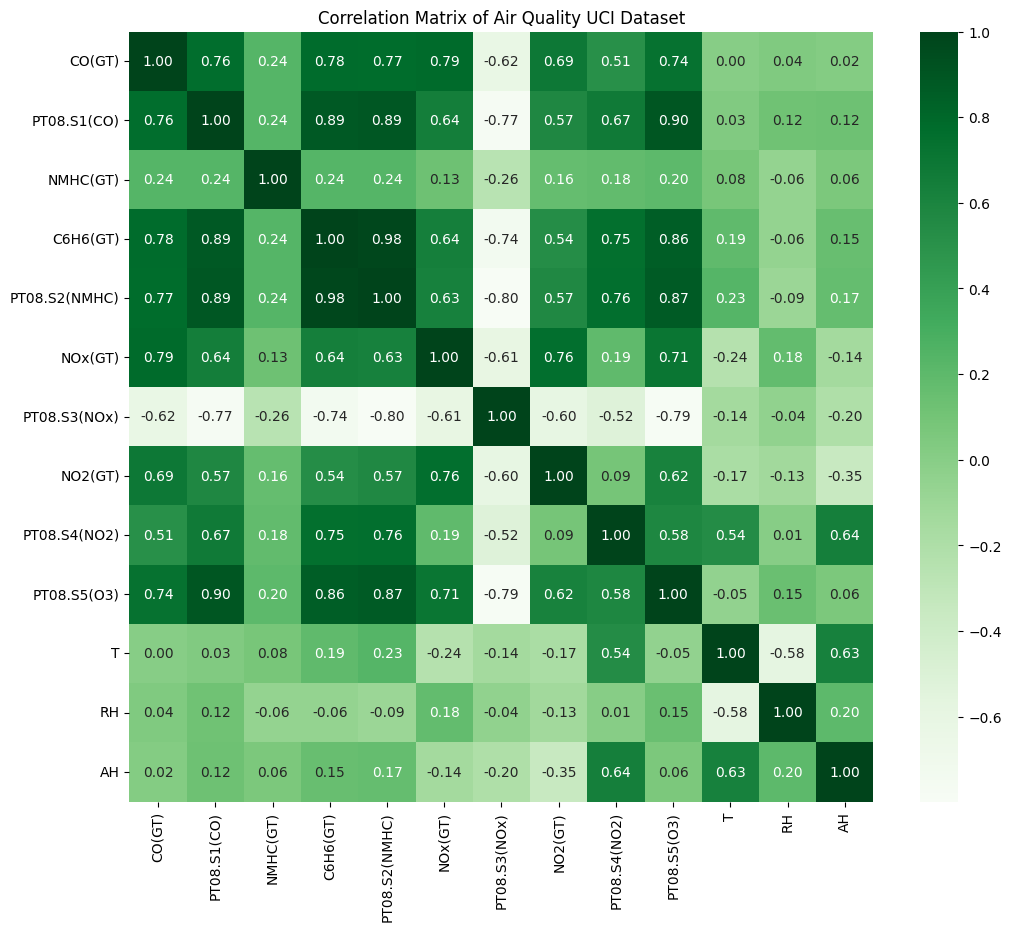 Correlation Matrix of Air Quality UCI Dataset
CO(GT) 1.00 0.76 0.24 0.78 0.77 0.79 -0.62 0.69 0.51 0.74 0.00 0.04 0.02
PT08.S1(CO) 0.76 1.00 0.24 0.89 0.89 0.64 -0.77 0.57 0.67 0.90 0.03 0.12 0.12
NMHC(GT) 0.24 0.24 1.00 0.24 0.24 0.13 -0.26 0.16 0.18 0.20 0.08 -0.06 0.06
C6H6(GT) 0.78 0.89 0.24 1.00 0.98 0.64 -0.74 0.54 0.75 0.86 0.19 -0.06 0.15
PT08.S2(NMHC) 0.77 0.89 0.24 0.98 1.00 0.63 -0.80 0.57 0.76 0.87 0.23 -0.09 0.17
NOx(GT) 0.79 0.64 0.13 0.64 0.63 1.00 -0.61 0.76 0.19 0.71 -0.24 0.18 -0.14
PT08.S3(NOx) -0.62 -0.77 -0.26 -0.74 -0.80 -0.61 1.00 -0.60 -0.52 -0.79 -0.14 -0.04 -0.20
NO2(GT) 0.69 0.57 0.16 0.54 0.57 0.76 -0.60 1.00 0.09 0.62 -0.17 -0.13 -0.35
PT08.S4(NO2) 0.51 0.67 0.18 0.75 0.76 0.19 -0.52 0.09 1.00 0.58 0.54 0.01 0.64
PT08.S5(O3) 0.74 0.90 0.20 0.86 0.87 0.71 -0.79 0.62 0.58 1.00 -0.05 0.15 0.06
T 0.00 0.03 0.08 0.19 0.23 -0.24 -0.14 -0.17 0.54 -0.05 1.00 -0.58 0.63
RH 0.04 0.12 -0.06 -0.06 -0.09 0.18 -0.04 -0.13 0.01 0.15 -0.58 1.00 0.20
AH 0.02 0.12 0.06 0.15 0.17 -0.14 -0.20 -0.35 0.64 0.06 0.63 0.20 1.00
CO(GT)
PT08.S1(CO)
NMHC(GT)
C6H6(GT)
PT08.S2(NMHC)
NOx(GT)
PT08.S3(NOx)
NO2(GT)
PT08.S4(NO2)
PT08.S5(O3)
T
RH
AH
1.0
0.8
0.6
0.4
0.2
0.0
−0.2
−0.4
−0.6